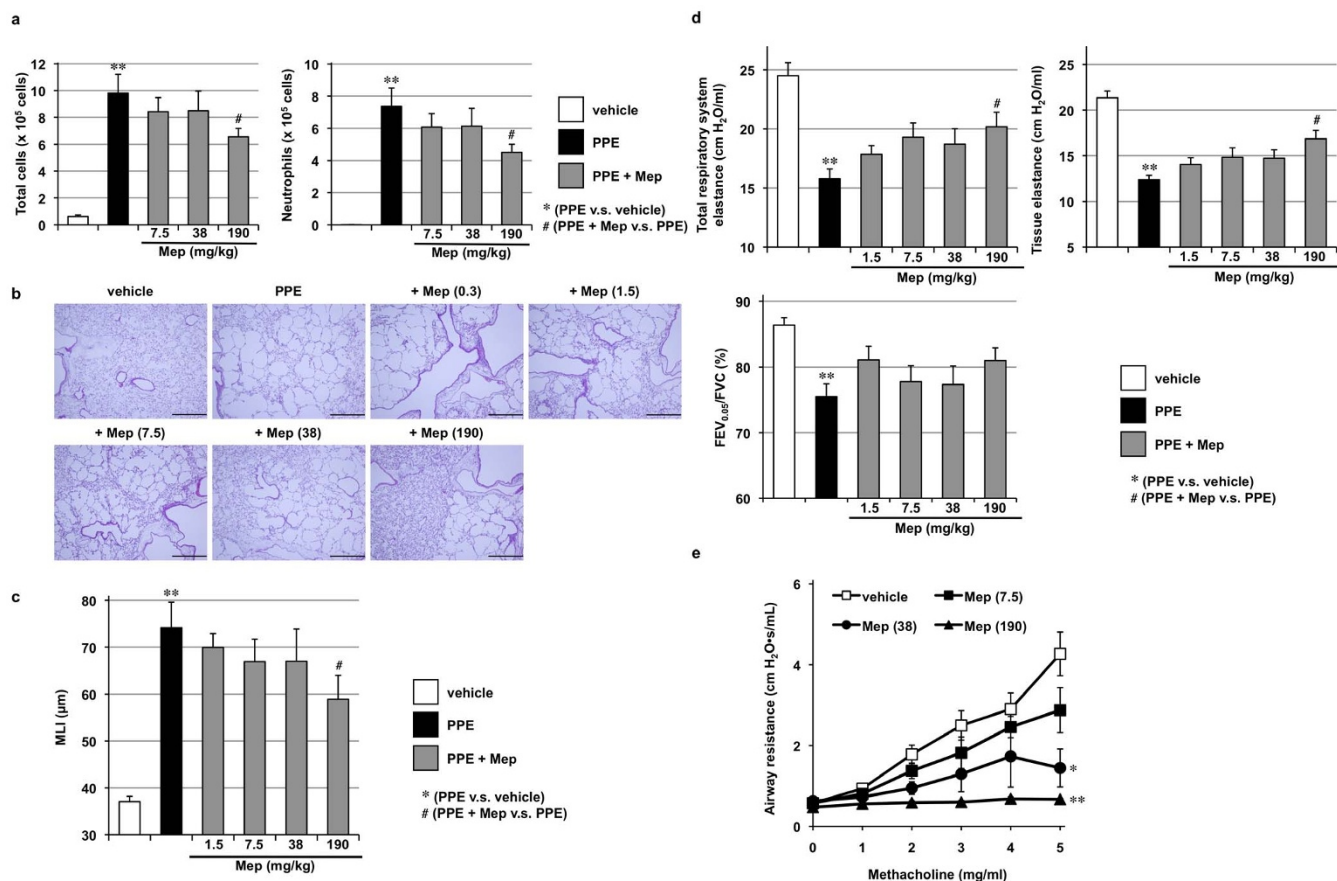 a
Total cells (x 10⁵ cells)
12
10
8
6
4
2
0
**
#
7.5 38 190
Mep (mg/kg)
Neutrophils (x 10⁵ cells)
10
8
6
4
2
0
**
#
7.5 38 190
Mep (mg/kg)
vehicle
PPE
PPE + Mep
* (PPE v.s. vehicle)
# (PPE + Mep v.s. PPE)
b
vehicle PPE + Mep (0.3) + Mep (1.5)
+ Mep (7.5) + Mep (38) + Mep (190)
c
MLI (μm)
80
70
60
50
40
30
**
#
1.5 7.5 38 190
Mep (mg/kg)
vehicle
PPE
PPE + Mep
* (PPE v.s. vehicle)
# (PPE + Mep v.s. PPE)
d
Total respiratory system
elastance (cm H₂O/ml)
25
20
15
10
**
#
1.5 7.5 38 190
Mep (mg/kg)
Tissue elastance (cm H₂O/ml)
25
20
15
10
5
**
#
1.5 7.5 38 190
Mep (mg/kg)
FEV₀.₀₅/FVC (%)
90
85
80
75
70
65
60
**
1.5 7.5 38 190
Mep (mg/kg)
vehicle
PPE
PPE + Mep
* (PPE v.s. vehicle)
# (PPE + Mep v.s. PPE)
e
Airway resistance (cm H₂O•s/mL)
6
4
2
0
vehicle Mep (7.5)
Mep (38) Mep (190)
*
**
0 1 2 3 4 5
Methacholine (mg/ml)